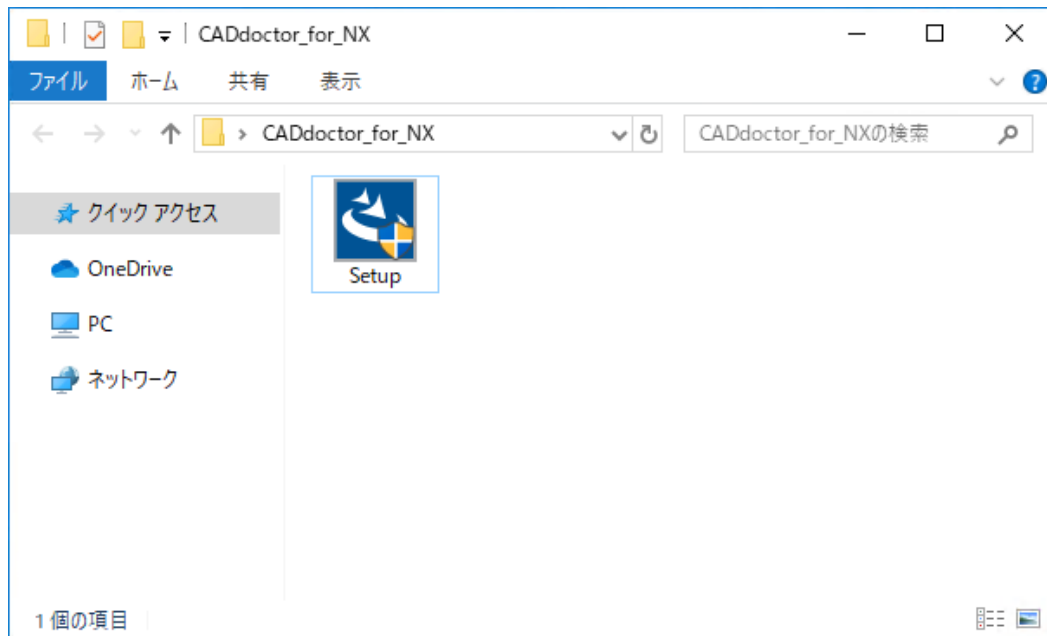 CADdoctor_for_NX
ファイル ホーム 共有 表示
CADdoctor_for_NX CADdoctor_for_NXの検索
クイック アクセス
Setup
OneDrive
PC
ネットワーク
1 個の項目